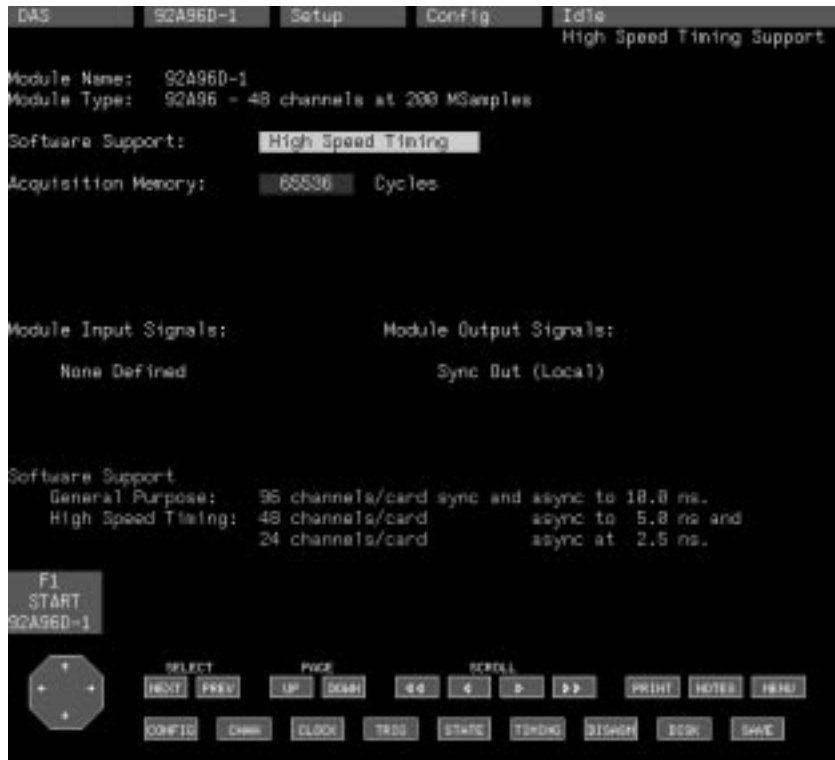 DAS 92A96D-1 Setup Config Idle
High Speed Timing Support
Module Name: 92A96D-1
Module Type: 92A96 - 48 channels at 200 MSamples
Software Support: High Speed Timing
Acquisition Memory: 65536 Cycles
Module Input Signals: Module Output Signals:
None Defined Sync Out (Local)
Software Support
General Purpose: 96 channels/card sync and async to 10.0 ns.
High Speed Timing: 48 channels/card async to 5.0 ns and
24 channels/card async at 2.5 ns.
F1
START
92A96D-1
SELECT PAGE SCROLL
NEXT PREV UP DOWN PRINT NOTES MENU
CONFIG CHAN CLOCK TRIG STATE TIMING DISASM DISK SAVE